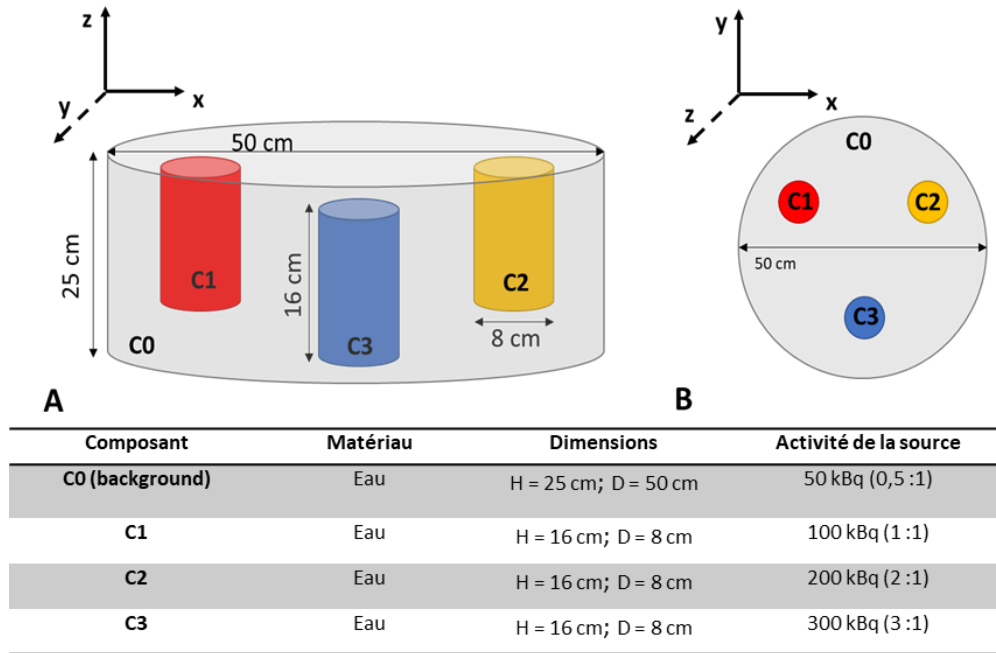 z
y
x
50 cm
25 cm
C1
16 cm
C2
8 cm
C0
C3
A
y
z
x
C0
C1
C2
50 cm
C3
B
Composant Matériau Dimensions Activité de la source
C0 (background) Eau H = 25 cm; D = 50 cm 50 kBq (0,5 :1)
C1 Eau H = 16 cm; D = 8 cm 100 kBq (1 :1)
C2 Eau H = 16 cm; D = 8 cm 200 kBq (2 :1)
C3 Eau H = 16 cm; D = 8 cm 300 kBq (3 :1)